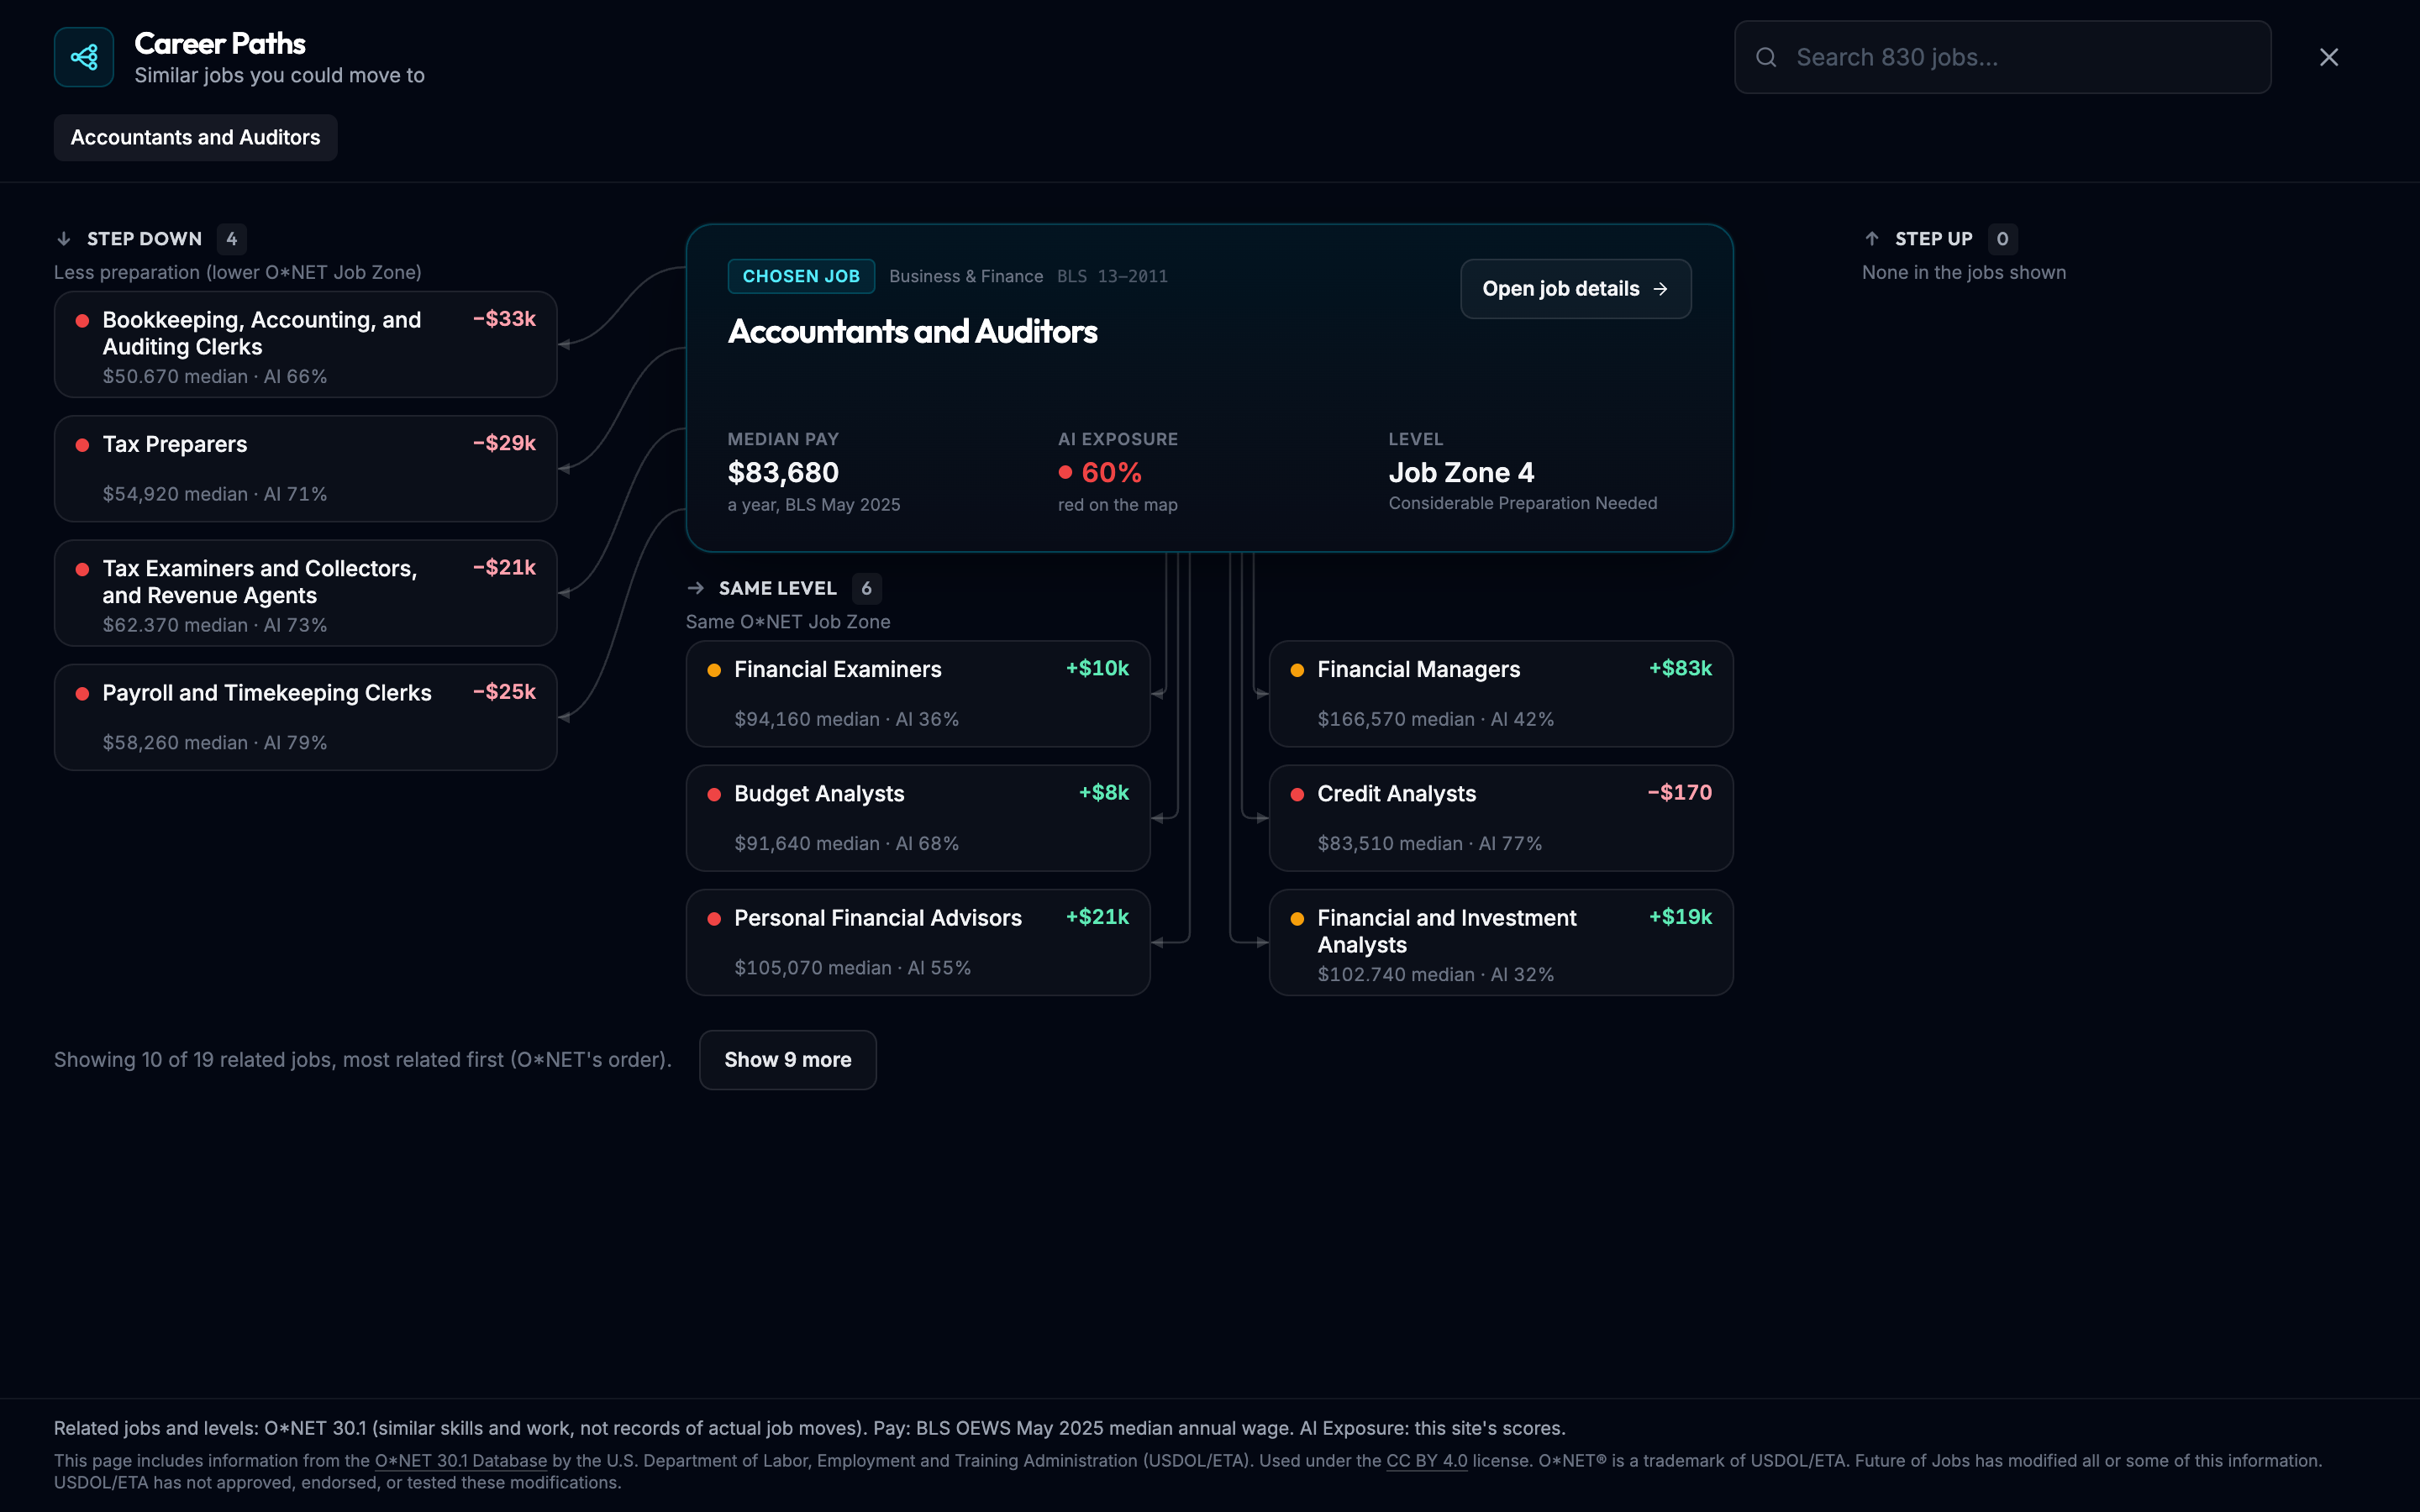 Career Paths
Similar jobs you could move to
Search 830 jobs...
Accountants and Auditors
STEP DOWN 4
Less preparation (lower O*NET Job Zone)
Bookkeeping, Accounting, and
Auditing Clerks
−$33k
$50.670 median · AI 66%
Tax Preparers
−$29k
$54,920 median · AI 71%
Tax Examiners and Collectors,
and Revenue Agents
−$21k
$62.370 median · AI 73%
Payroll and Timekeeping Clerks
−$25k
$58,260 median · AI 79%
CHOSEN JOB Business & Finance BLS 13-2011
Open job details →
Accountants and Auditors
MEDIAN PAY
$83,680
a year, BLS May 2025
AI EXPOSURE
60%
red on the map
LEVEL
Job Zone 4
Considerable Preparation Needed
SAME LEVEL 6
Same O*NET Job Zone
Financial Examiners
+$10k
$94,160 median · AI 36%
Financial Managers
+$83k
$166,570 median · AI 42%
Budget Analysts
+$8k
$91,640 median · AI 68%
Credit Analysts
−$170
$83,510 median · AI 77%
Personal Financial Advisors
+$21k
$105,070 median · AI 55%
Financial and Investment
Analysts
+$19k
$102.740 median · AI 32%
STEP UP 0
None in the jobs shown
Showing 10 of 19 related jobs, most related first (O*NET's order).
Show 9 more
Related jobs and levels: O*NET 30.1 (similar skills and work, not records of actual job moves). Pay: BLS OEWS May 2025 median annual wage. AI Exposure: this site's scores.
This page includes information from the O*NET 30.1 Database by the U.S. Department of Labor, Employment and Training Administration (USDOL/ETA). Used under the CC BY 4.0 license. O*NET® is a trademark of USDOL/ETA. Future of Jobs has modified all or some of this information.
USDOL/ETA has not approved, endorsed, or tested these modifications.